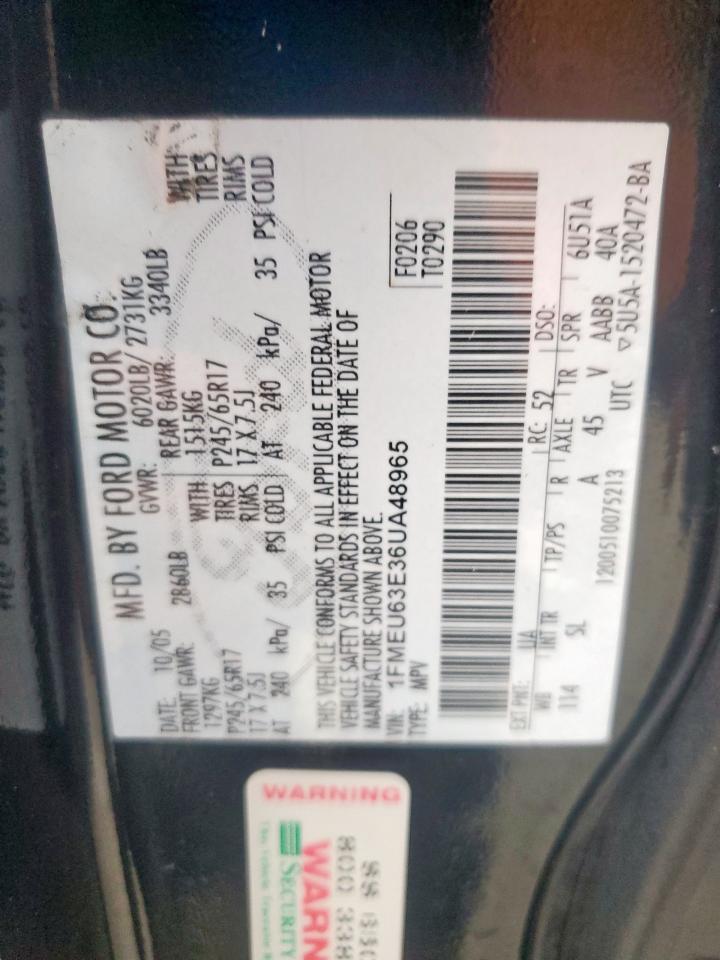 MFD. BY FORD MOTOR CO.
DATE: 10/05 GVWR: 6020LB/ 2731KG
FRONT GAWR: 2860LB REAR GAWR: 3340LB
1297KG WITH 1515KG WITH
P245/65R17 TIRES P245/65R17 TIRES
17 X 7.5J RIMS 17 X 7.5J RIMS
AT 240 kPa/ 35 PSI COLD AT 240 kPa/ 35 PSI COLD
THIS VEHICLE CONFORMS TO ALL APPLICABLE FEDERAL MOTOR
VEHICLE SAFETY STANDARDS IN EFFECT ON THE DATE OF
MANUFACTURE SHOWN ABOVE.
VIN: 1FMEU63E36UA48965
TYPE: MPV
F0206
T0290
EXT PNT: UA RC: 52 DSO:
WB INT TR TP/PS R AXLE TR SPR 6U51A
114 SL A 45 V AABB 40A
1200510075213 UTC ▽5U5A-1520472-BA
WARNING
SECURITY
WARN
800 338